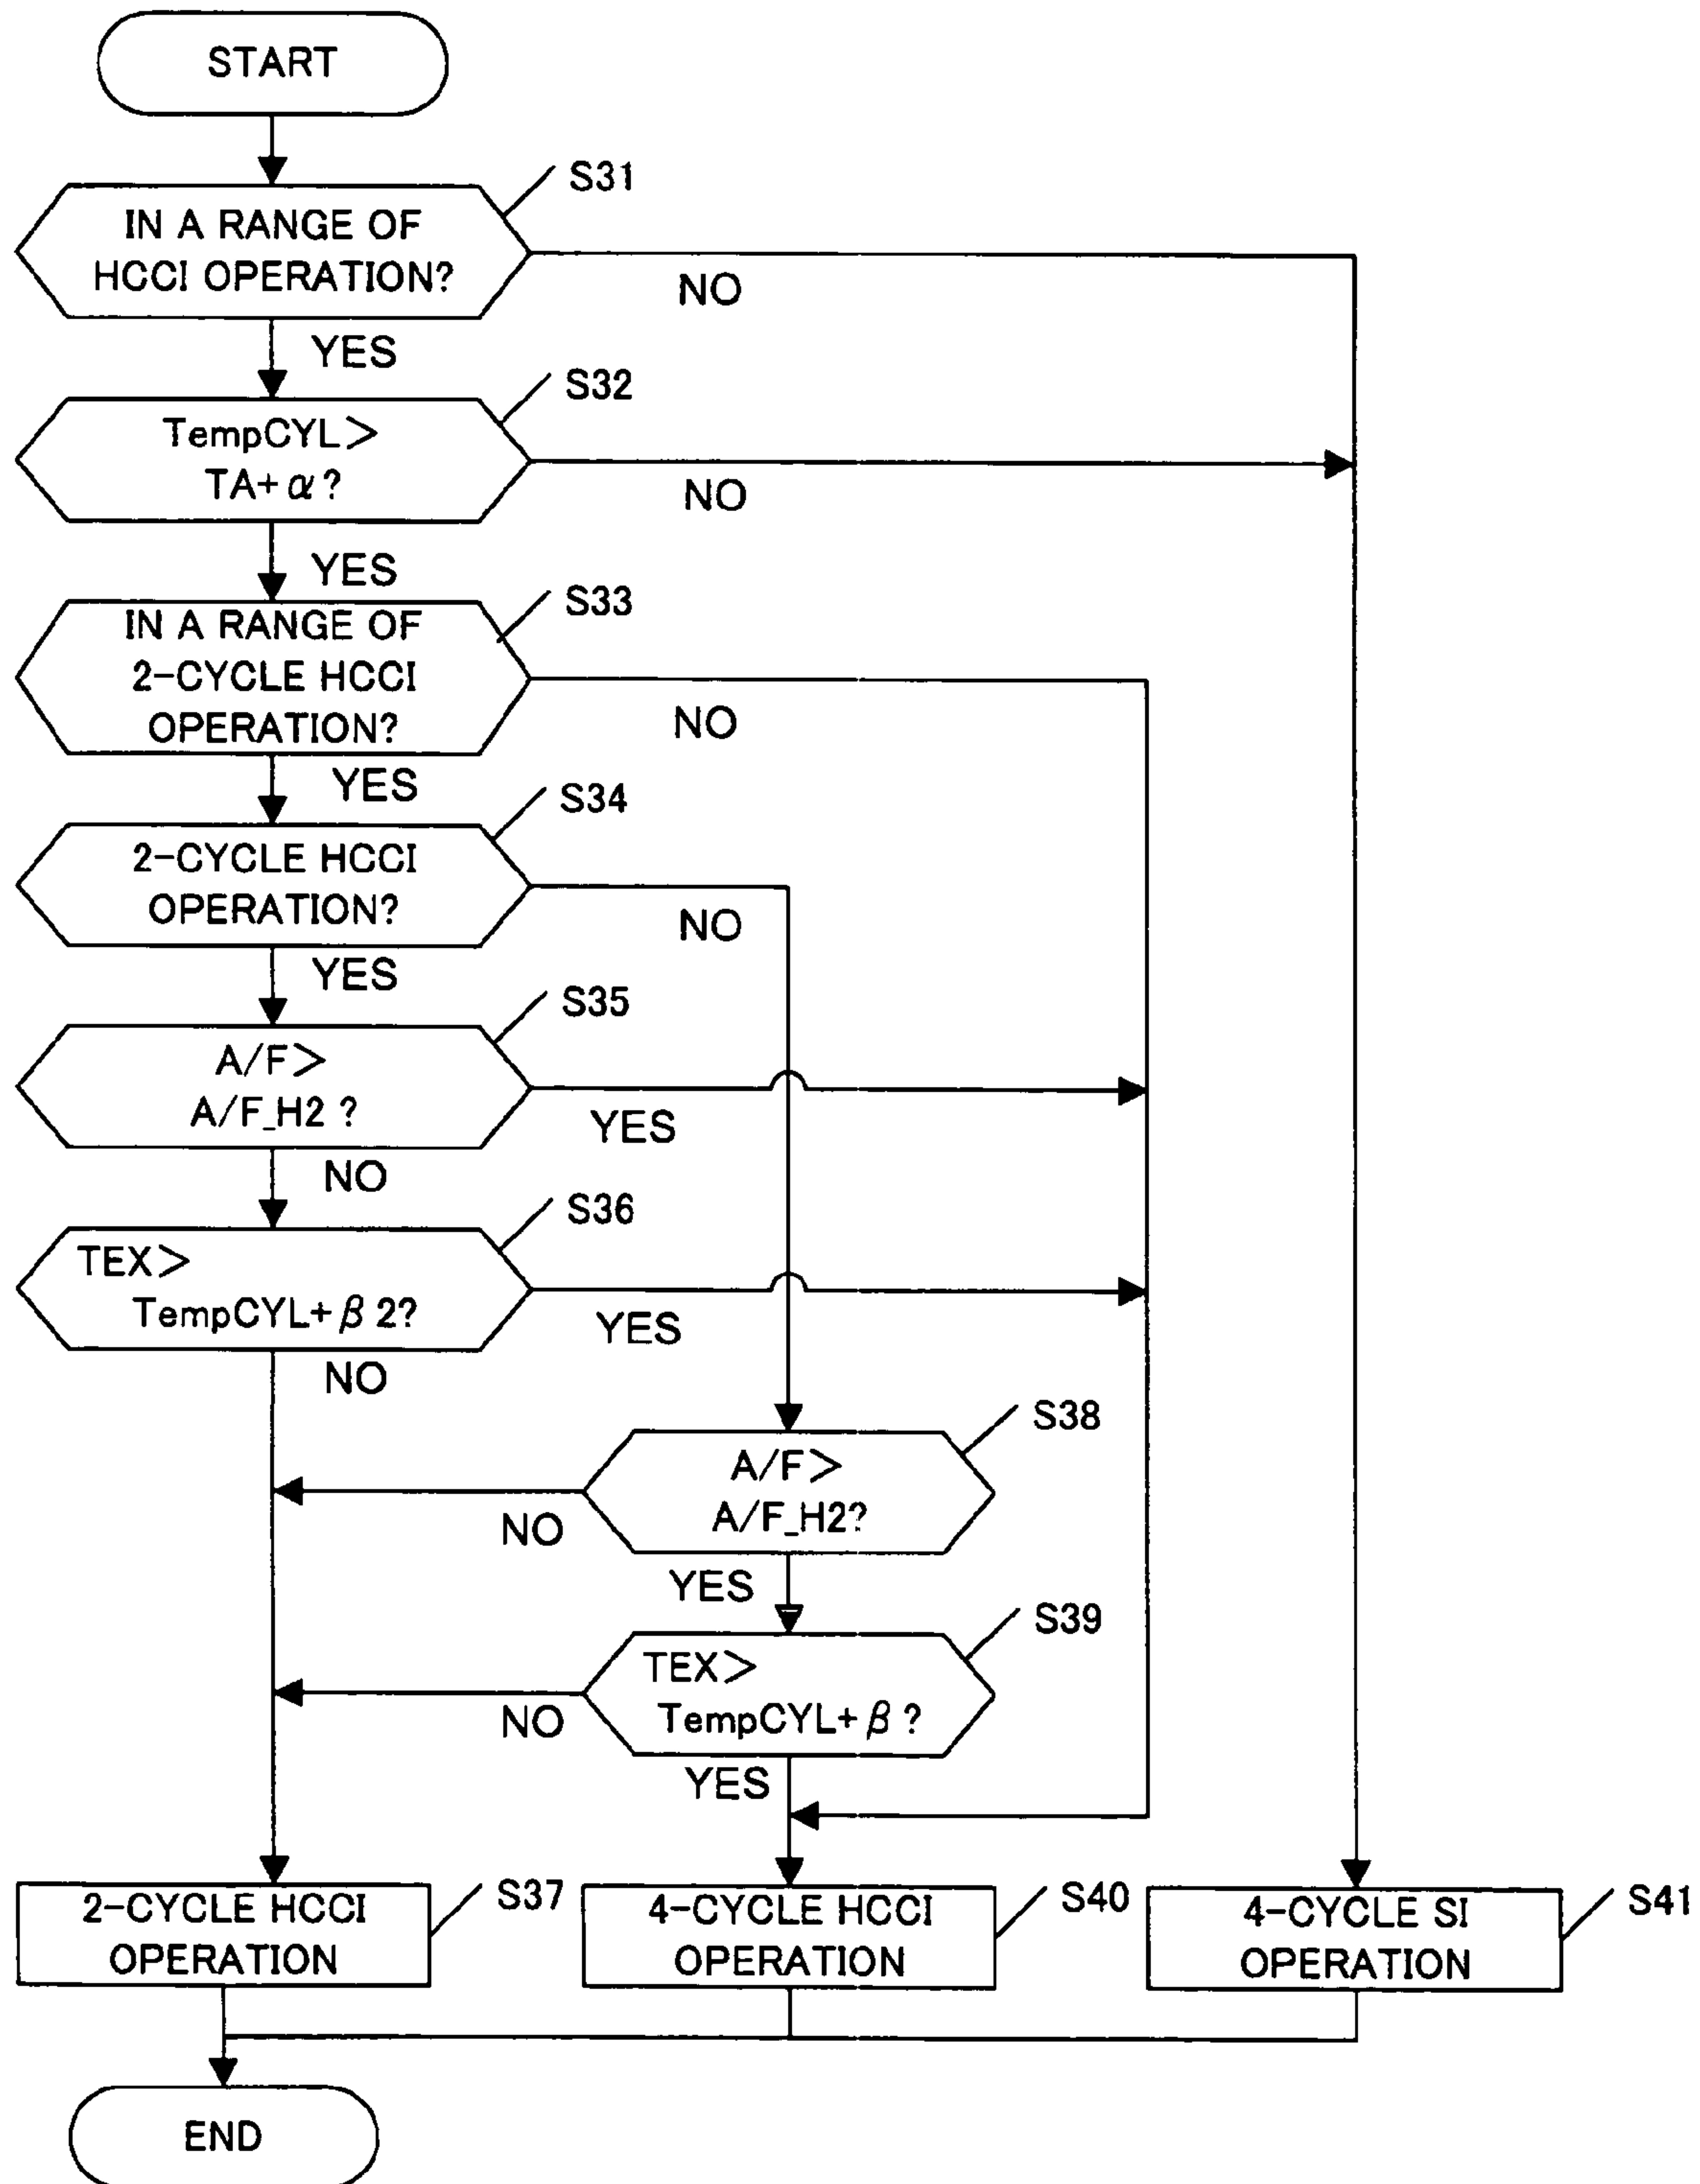 START
S31
IN A RANGE OF
HCCI OPERATION?
NO
YES
S32
TempCYL>
TA+α?
NO
YES
S33
IN A RANGE OF
2-CYCLE HCCI
OPERATION?
NO
YES
S34
2-CYCLE HCCI
OPERATION?
NO
YES
S35
A/F>
A/F_H2 ?
YES
NO
S36
TEX>
TempCYL+β2?
YES
NO
S38
A/F>
A/F_H2?
NO
YES
S39
TEX>
TempCYL+β?
NO
YES
2-CYCLE HCCI
OPERATION
S37
4-CYCLE HCCI
OPERATION
S40
4-CYCLE SI
OPERATION
S41
END